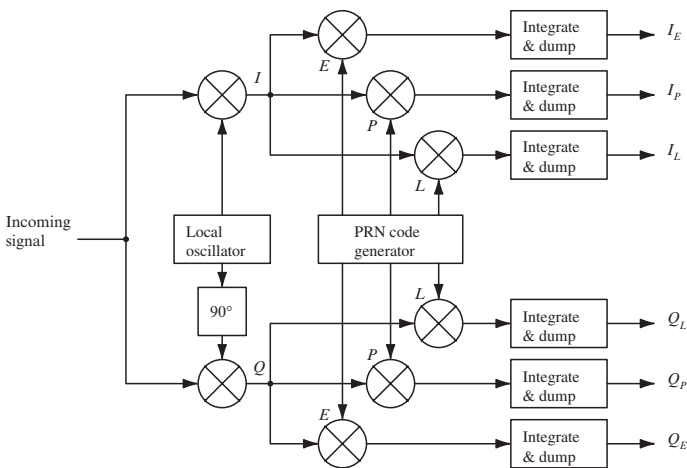 Integrate
& dump
I_E
E
I
Integrate
& dump
I_P
P
Integrate
& dump
I_L
L
Incoming
signal
Local
oscillator
PRN code
generator
90°
L
Integrate
& dump
Q_L
Q
P
Integrate
& dump
Q_P
E
Integrate
& dump
Q_E